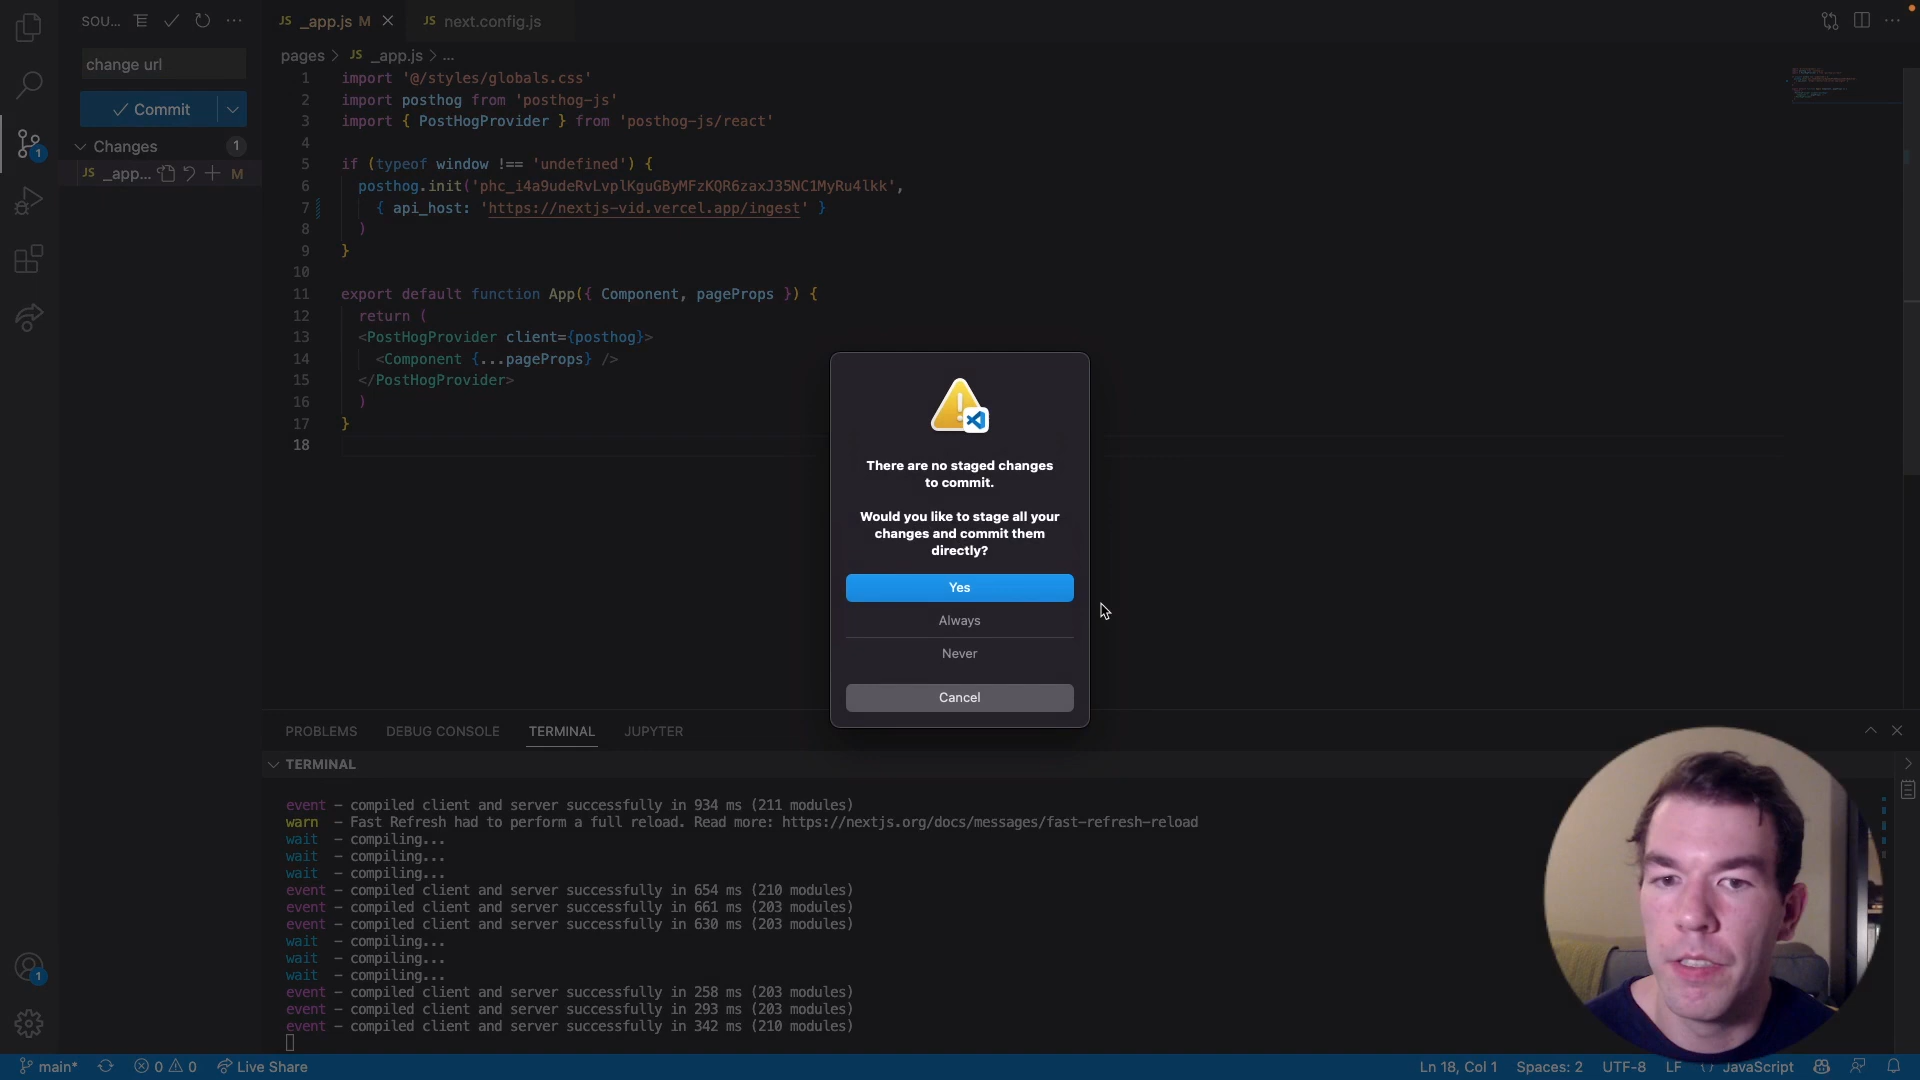 SOU...
change url
Commit
Changes
1
JS _app... M
1
1
JS _app.js M
JS next.config.js
pages > JS _app.js > ...
1 import '@/styles/globals.css'
2 import posthog from 'posthog-js'
3 import { PostHogProvider } from 'posthog-js/react'
4
5 if (typeof window !== 'undefined') {
6 posthog.init('phc_i4a9udeRvLvplKguGByMFzKQR6zaxJ35NC1MyRu4lkk',
7 { api_host: 'https://nextjs-vid.vercel.app/ingest' }
8 )
9 }
10
11 export default function App({ Component, pageProps }) {
12 return (
13 <PostHogProvider client={posthog}>
14 <Component {...pageProps} />
15 </PostHogProvider>
16 )
17 }
18
There are no staged changes
to commit.
Would you like to stage all your
changes and commit them
directly?
Yes
Always
Never
Cancel
PROBLEMS DEBUG CONSOLE TERMINAL JUPYTER
TERMINAL
event - compiled client and server successfully in 934 ms (211 modules)
warn - Fast Refresh had to perform a full reload. Read more: https://nextjs.org/docs/messages/fast-refresh-reload
wait - compiling...
wait - compiling...
wait - compiling...
event - compiled client and server successfully in 654 ms (210 modules)
event - compiled client and server successfully in 661 ms (203 modules)
event - compiled client and server successfully in 630 ms (203 modules)
wait - compiling...
wait - compiling...
wait - compiling...
event - compiled client and server successfully in 258 ms (203 modules)
event - compiled client and server successfully in 293 ms (203 modules)
event - compiled client and server successfully in 342 ms (210 modules)
main* 0 0 Live Share
Ln 18, Col 1 Spaces: 2 UTF-8 LF JavaScript